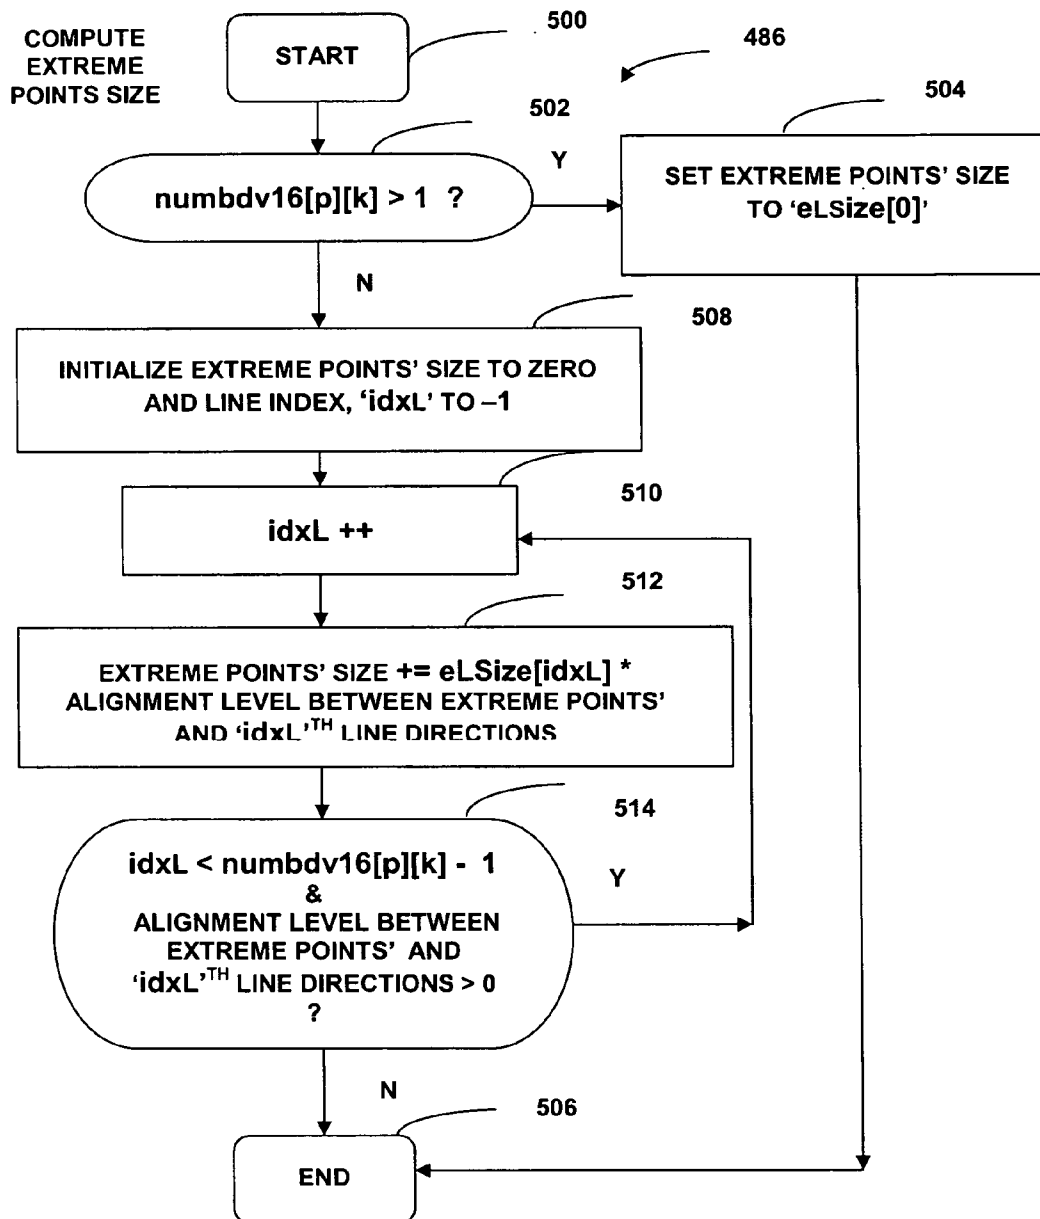 COMPUTE
EXTREME
POINTS SIZE
START
500
486
502
504
numbdv16[p][k] > 1 ?
Y
SET EXTREME POINTS' SIZE
TO 'eLSize[0]'
N
508
INITIALIZE EXTREME POINTS' SIZE TO ZERO
AND LINE INDEX, 'idxL' TO –1
510
idxL ++
512
EXTREME POINTS' SIZE += eLSize[idxL] *
ALIGNMENT LEVEL BETWEEN EXTREME POINTS'
AND 'idxL'TH LINE DIRECTIONS
514
idxL < numbdv16[p][k] - 1
&
ALIGNMENT LEVEL BETWEEN
EXTREME POINTS' AND
'idxL'TH LINE DIRECTIONS > 0
?
Y
N
506
END